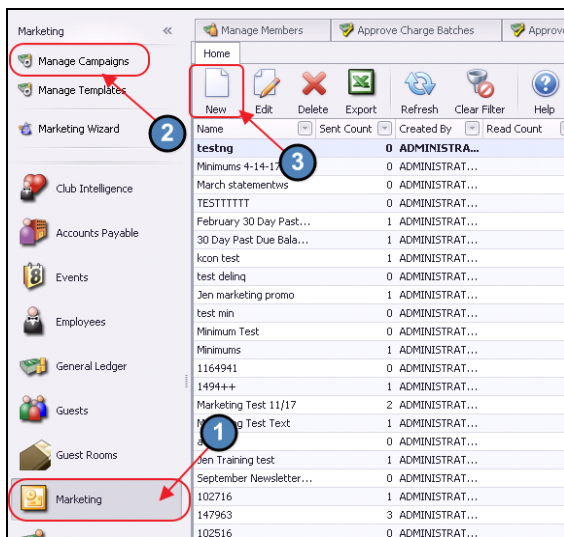 Marketing «
Manage Campaigns
Manage Templates
Marketing Wizard
2
Club Intelligence
Accounts Payable
Events
Employees
General Ledger
Guests
Guest Rooms
Marketing
1
Manage Members Approve Charge Batches Approv
Home
New Edit Delete Export Refresh Clear Filter Help
3
Name Sent Count Created By Read Count
testng 0 ADMINISTRA...
Minimums 4-14-17 0 ADMINISTRAT...
March statementws 0 ADMINISTRAT...
TESTTTTTT 0 ADMINISTRAT...
February 30 Day Past... 1 ADMINISTRAT...
30 Day Past Due Bala... 1 ADMINISTRAT...
kcon test 1 ADMINISTRAT...
test delinq 0 ADMINISTRAT...
Jen marketing promo 1 ADMINISTRAT...
test min 0 ADMINISTRAT...
Minimum Test 0 ADMINISTRAT...
Minimums 1 ADMINISTRAT...
1164941 0 ADMINISTRAT...
1494++ 1 ADMINISTRAT...
Marketing Test 11/17 2 ADMINISTRAT...
Test Text 1 ADMINISTRAT...
0 ADMINISTRAT...
Jen Training test 1 ADMINISTRAT...
September Newsletter... 0 ADMINISTRAT...
102716 1 ADMINISTRAT...
147963 3 ADMINISTRAT...
102516 0 ADMINISTRAT...